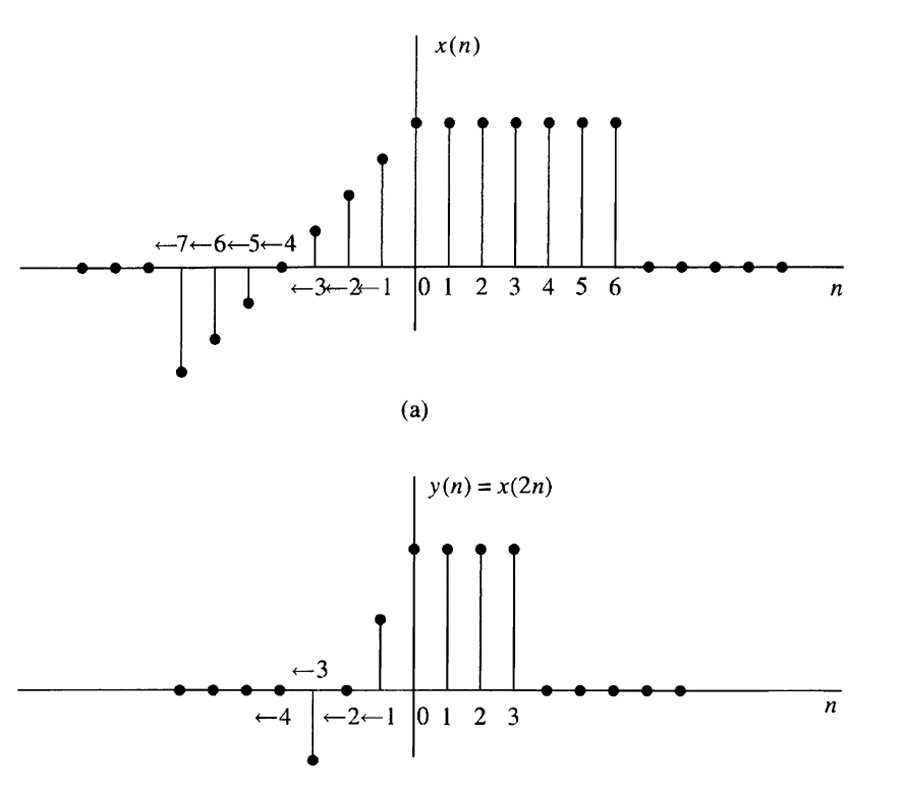 x(n)
←7←6←5←4
←3←2←1 0 1 2 3 4 5 6 n
(a)
y(n) = x(2n)
←3
←4 ←2←1 0 1 2 3 n